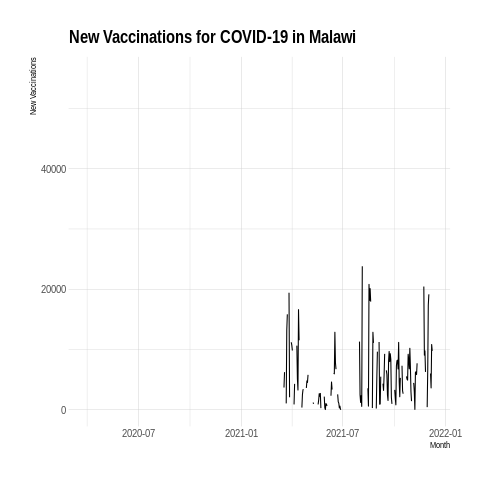 New Vaccinations for COVID-19 in Malawi
New Vaccinations
40000
20000
0
2020-07
2021-01
2021-07
2022-01
Month